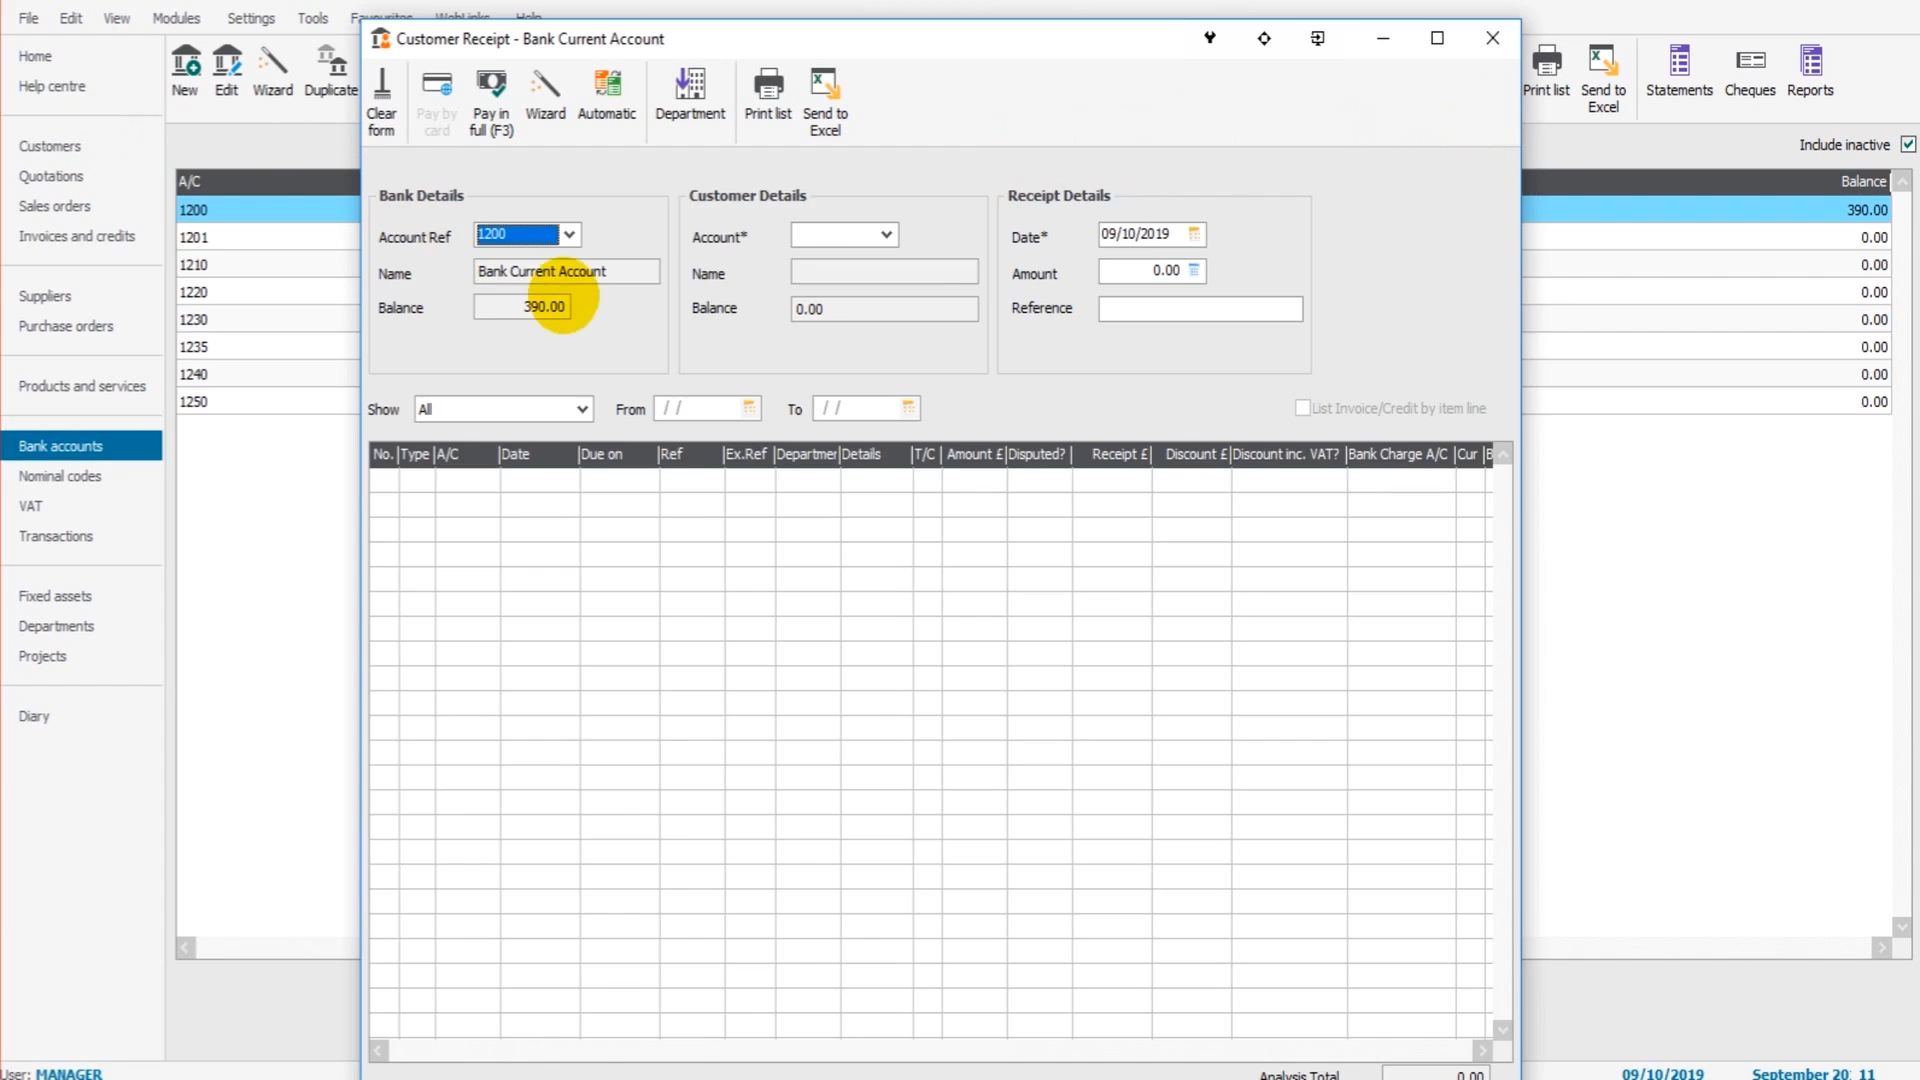 File Edit View Modules Settings Tools
Customer Receipt - Bank Current Account
Home
Help centre
Customers
Quotations
Sales orders
Invoices and credits
Suppliers
Purchase orders
Products and services
Bank accounts
Nominal codes
VAT
Transactions
Fixed assets
Departments
Projects
Diary
New Edit Wizard Duplicate
Clear form
Pay by card
Pay in full (F3)
Wizard
Automatic
Department
Print list
Send to Excel
Print list
Send to Excel
Statements Cheques Reports
Include inactive
A/C
1200
1201
1210
1220
1230
1235
1240
1250
Balance
390.00
0.00
0.00
0.00
0.00
0.00
0.00
0.00
Bank Details
Account Ref 1200
Name Bank Current Account
Balance 390.00
Customer Details
Account*
Name
Balance 0.00
Receipt Details
Date* 09/10/2019
Amount 0.00
Reference
Show All From / / To / / List Invoice/Credit by item line
No. Type A/C Date Due on Ref Ex.Ref Departmer Details T/C Amount £ Disputed? Receipt £ Discount £ Discount inc. VAT? Bank Charge A/C Cur B
Analysis Total 0.00
User: MANAGER
09/10/2019